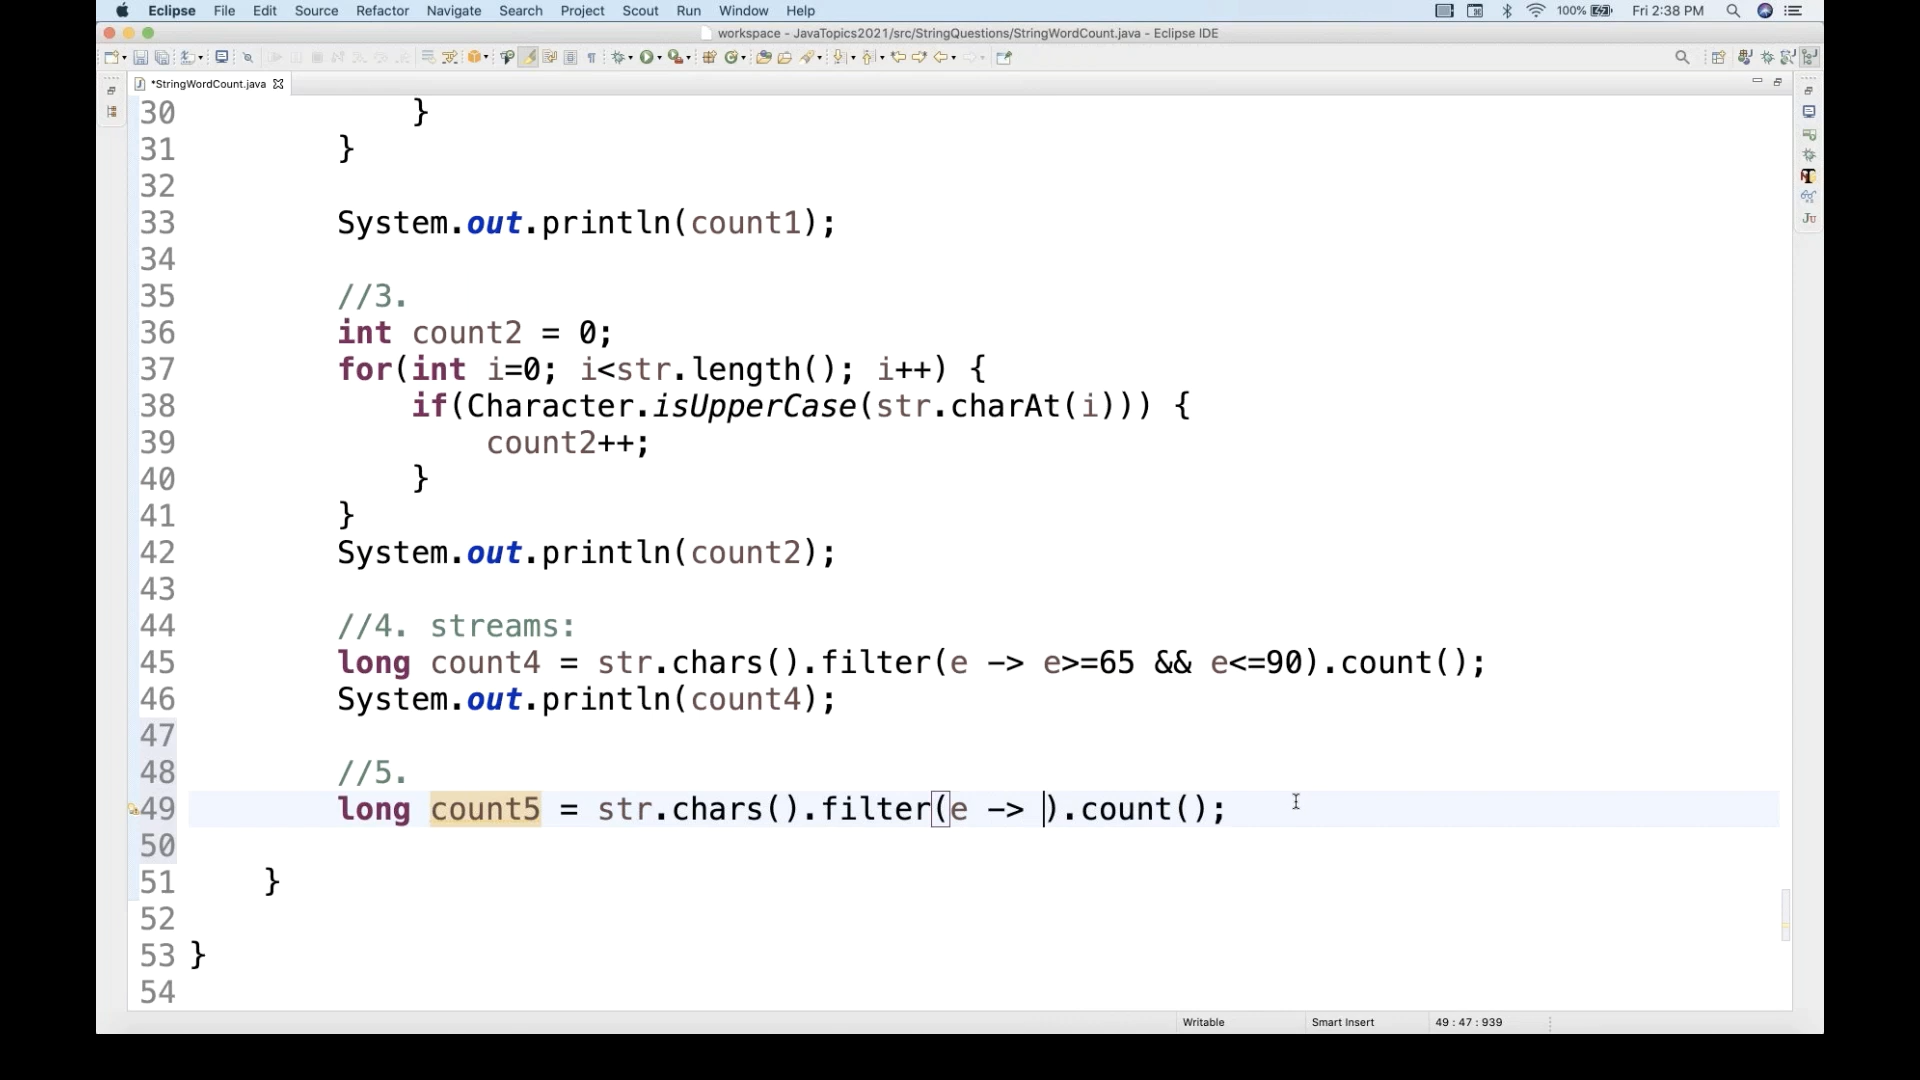 Eclipse File Edit Source Refactor Navigate Search Project Scout Run Window Help 100% Fri 2:38 PM
workspace - JavaTopics2021/src/StringQuestions/StringWordCount.java - Eclipse IDE
*StringWordCount.java
30 }
31 }
32
33 System.out.println(count1);
34
35 //3.
36 int count2 = 0;
37 for(int i=0; i<str.length(); i++) {
38 if(Character.isUpperCase(str.charAt(i))) {
39 count2++;
40 }
41 }
42 System.out.println(count2);
43
44 //4. streams:
45 long count4 = str.chars().filter(e -> e>=65 && e<=90).count();
46 System.out.println(count4);
47
48 //5.
49 long count5 = str.chars().filter(e -> ).count();
50
51 }
52
53 }
54
Writable Smart Insert 49 : 47 : 939